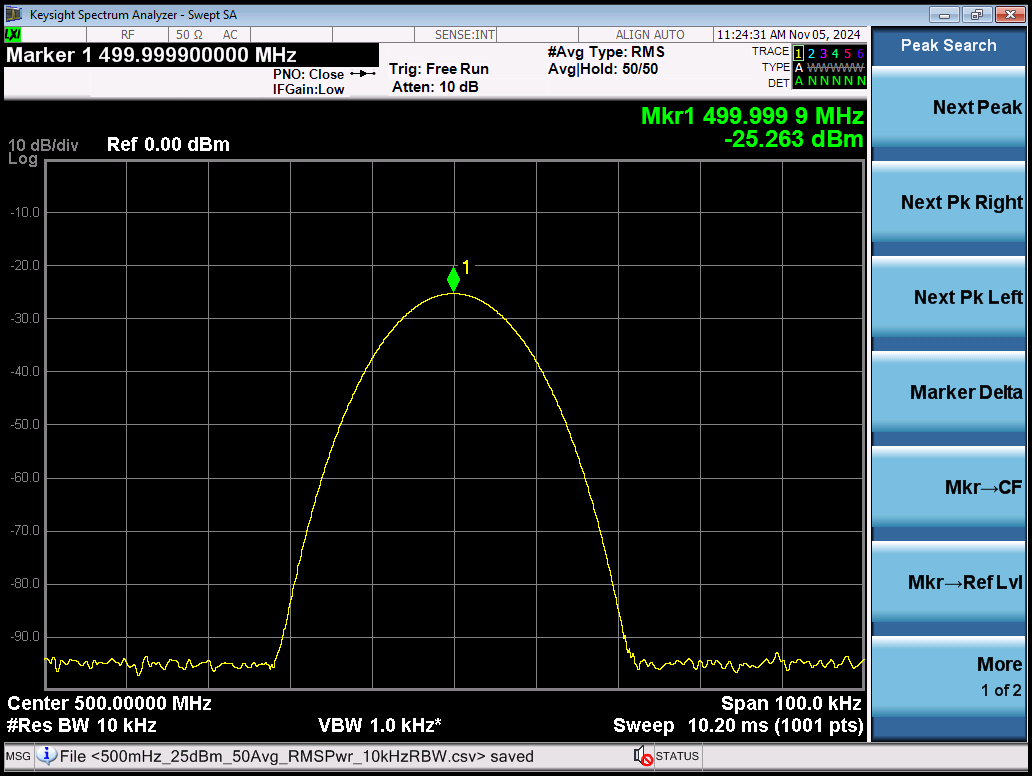 Keysight Spectrum Analyzer - Swept SA
LXI RF 50 Ω AC SENSE:INT ALIGN AUTO 11:24:31 AM Nov 05, 2024
Marker 1 499.999900000 MHz
PNO: Close
IFGain:Low
Trig: Free Run
Atten: 10 dB
#Avg Type: RMS
Avg|Hold: 50/50
TRACE 1 2 3 4 5 6
TYPE A W W W W W
DET A N N N N N
Mkr1 499.999 9 MHz
-25.263 dBm
10 dB/div
Log
Ref 0.00 dBm
-10.0
-20.0
-30.0
-40.0
-50.0
-60.0
-70.0
-80.0
-90.0
1
Center 500.00000 MHz
Span 100.0 kHz
#Res BW 10 kHz
VBW 1.0 kHz*
Sweep 10.20 ms (1001 pts)
MSG
File <500mHz_25dBm_50Avg_RMSPwr_10kHzRBW.csv> saved
STATUS
Peak Search
Next Peak
Next Pk Right
Next Pk Left
Marker Delta
Mkr→CF
Mkr→Ref Lvl
More
1 of 2